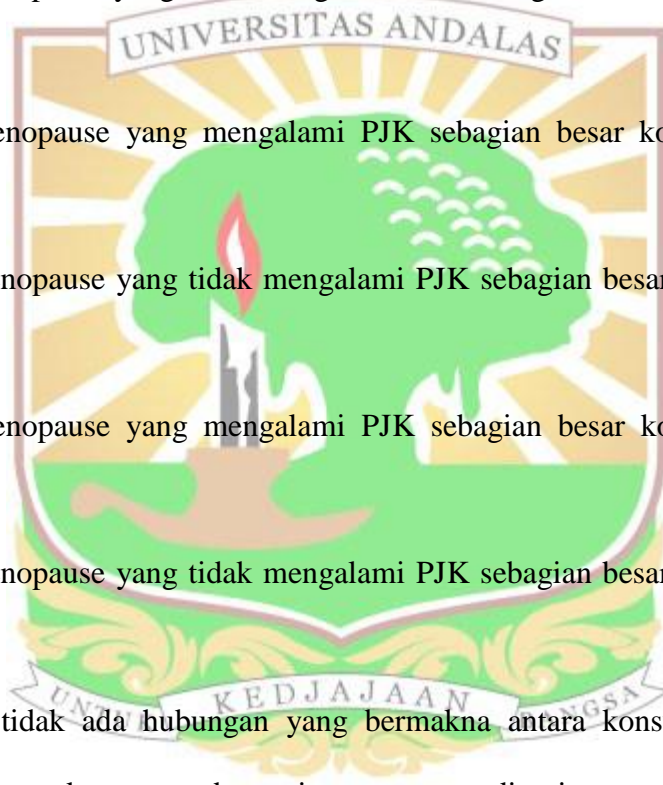 UNIVERSITAS ANDALAS
enopause yang mengalami PJK sebagian besar ko
nopause yang tidak mengalami PJK sebagian besar
enopause yang mengalami PJK sebagian besar ko
nopause yang tidak mengalami PJK sebagian besar
KEDJAJAAN BANGSA
tidak ada hubungan yang bermakna antara kons